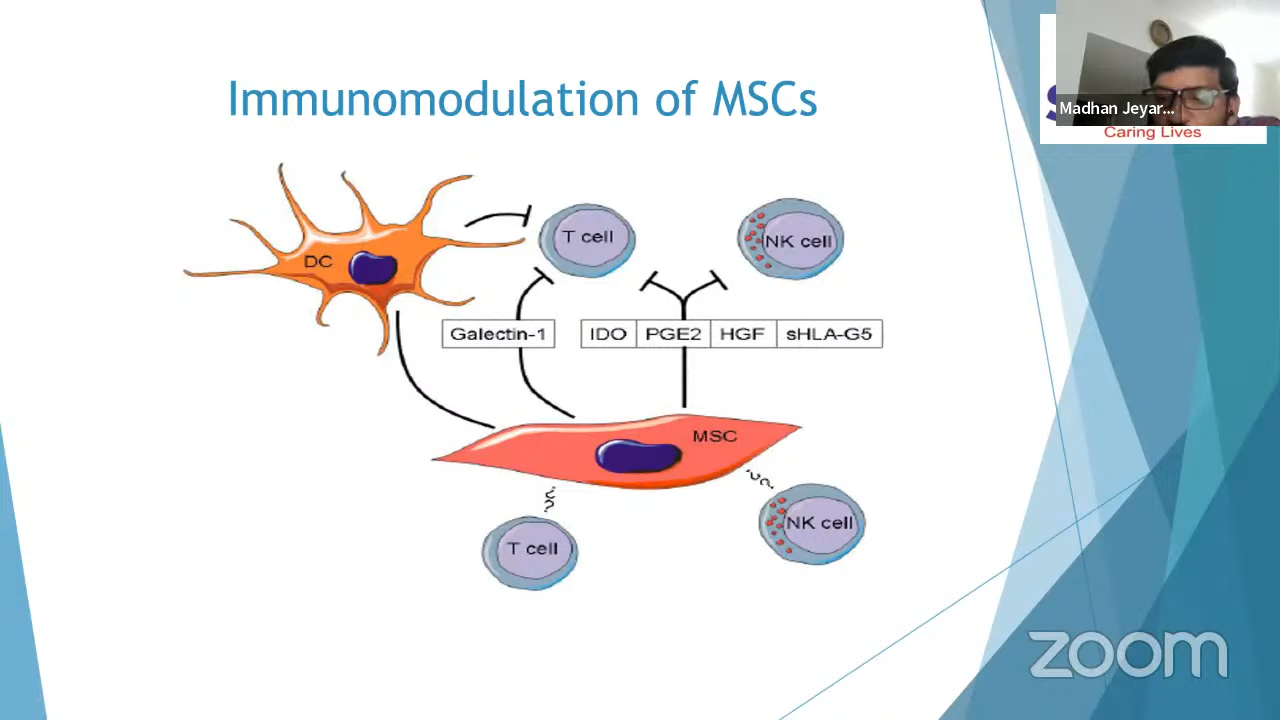 Immunomodulation of MSCs
Madhan Jeyar...
Caring Lives
DC
T cell
NK cell
Galectin-1
IDO
PGE2
HGF
sHLA-G5
MSC
T cell
NK cell
zoom